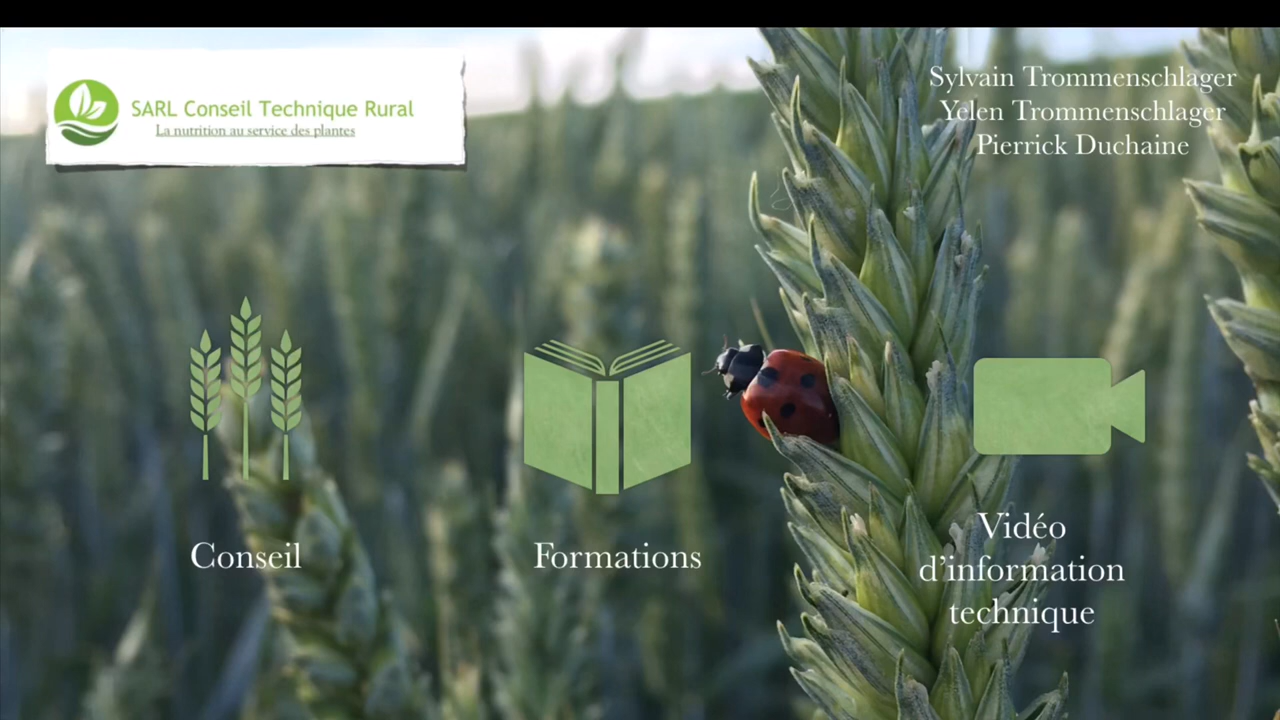 SARL Conseil Technique Rural
La nutrition au service des plantes
Sylvain Trommenschlager
Yelen Trommenschlager
Pierrick Duchaine
Conseil
Formations
Vidéo
d'information
technique